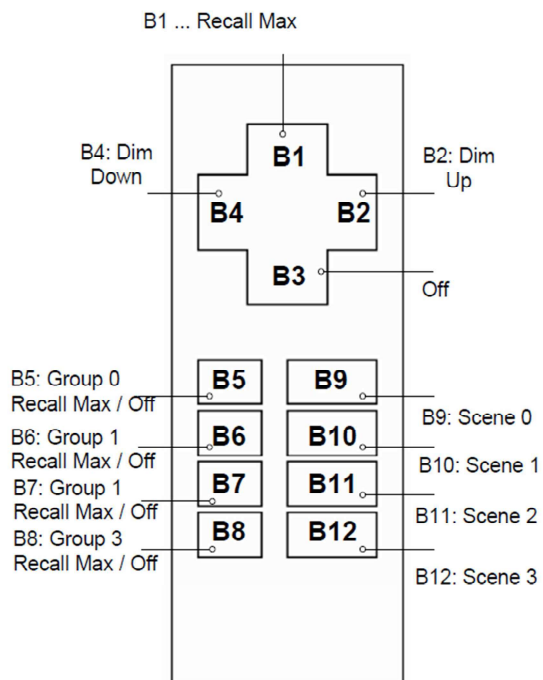 B1 ... Recall Max
B1
B4: Dim
Down
B2: Dim
Up
B4
B2
B3
Off
B5: Group 0
Recall Max / Off
B5
B9
B9: Scene 0
B6: Group 1
Recall Max / Off
B6
B10
B10: Scene 1
B7: Group 1
Recall Max / Off
B7
B11
B11: Scene 2
B8: Group 3
Recall Max / Off
B8
B12
B12: Scene 3